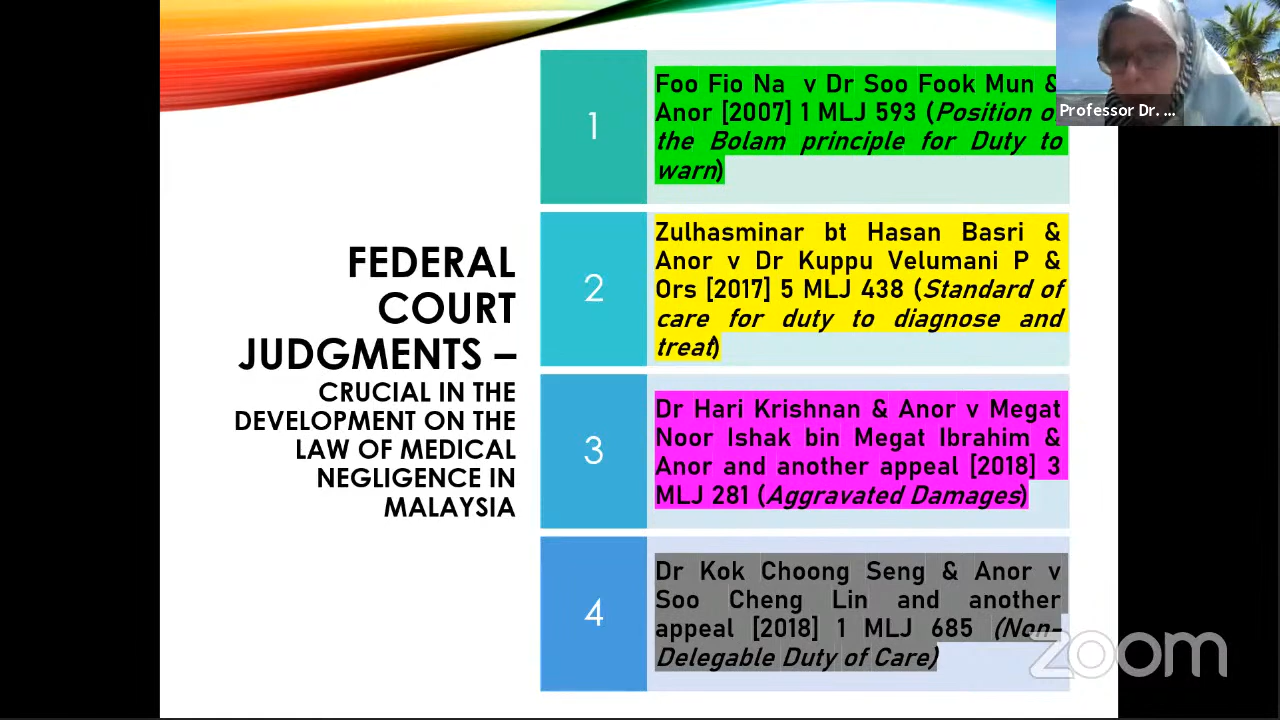 FEDERAL
COURT
JUDGMENTS –
CRUCIAL IN THE
DEVELOPMENT ON THE
LAW OF MEDICAL
NEGLIGENCE IN
MALAYSIA
1
Foo Fio Na v Dr Soo Fook Mun &
Anor [2007] 1 MLJ 593 (Position of
the Bolam principle for Duty to
warn)
2
Zulhasminar bt Hasan Basri &
Anor v Dr Kuppu Velumani P &
Ors [2017] 5 MLJ 438 (Standard of
care for duty to diagnose and
treat)
3
Dr Hari Krishnan & Anor v Megat
Noor Ishak bin Megat Ibrahim &
Anor and another appeal [2018] 3
MLJ 281 (Aggravated Damages)
4
Dr Kok Choong Seng & Anor v
Soo Cheng Lin and another
appeal [2018] 1 MLJ 685 (Non-
Delegable Duty of Care)
Professor Dr. ...
zoom